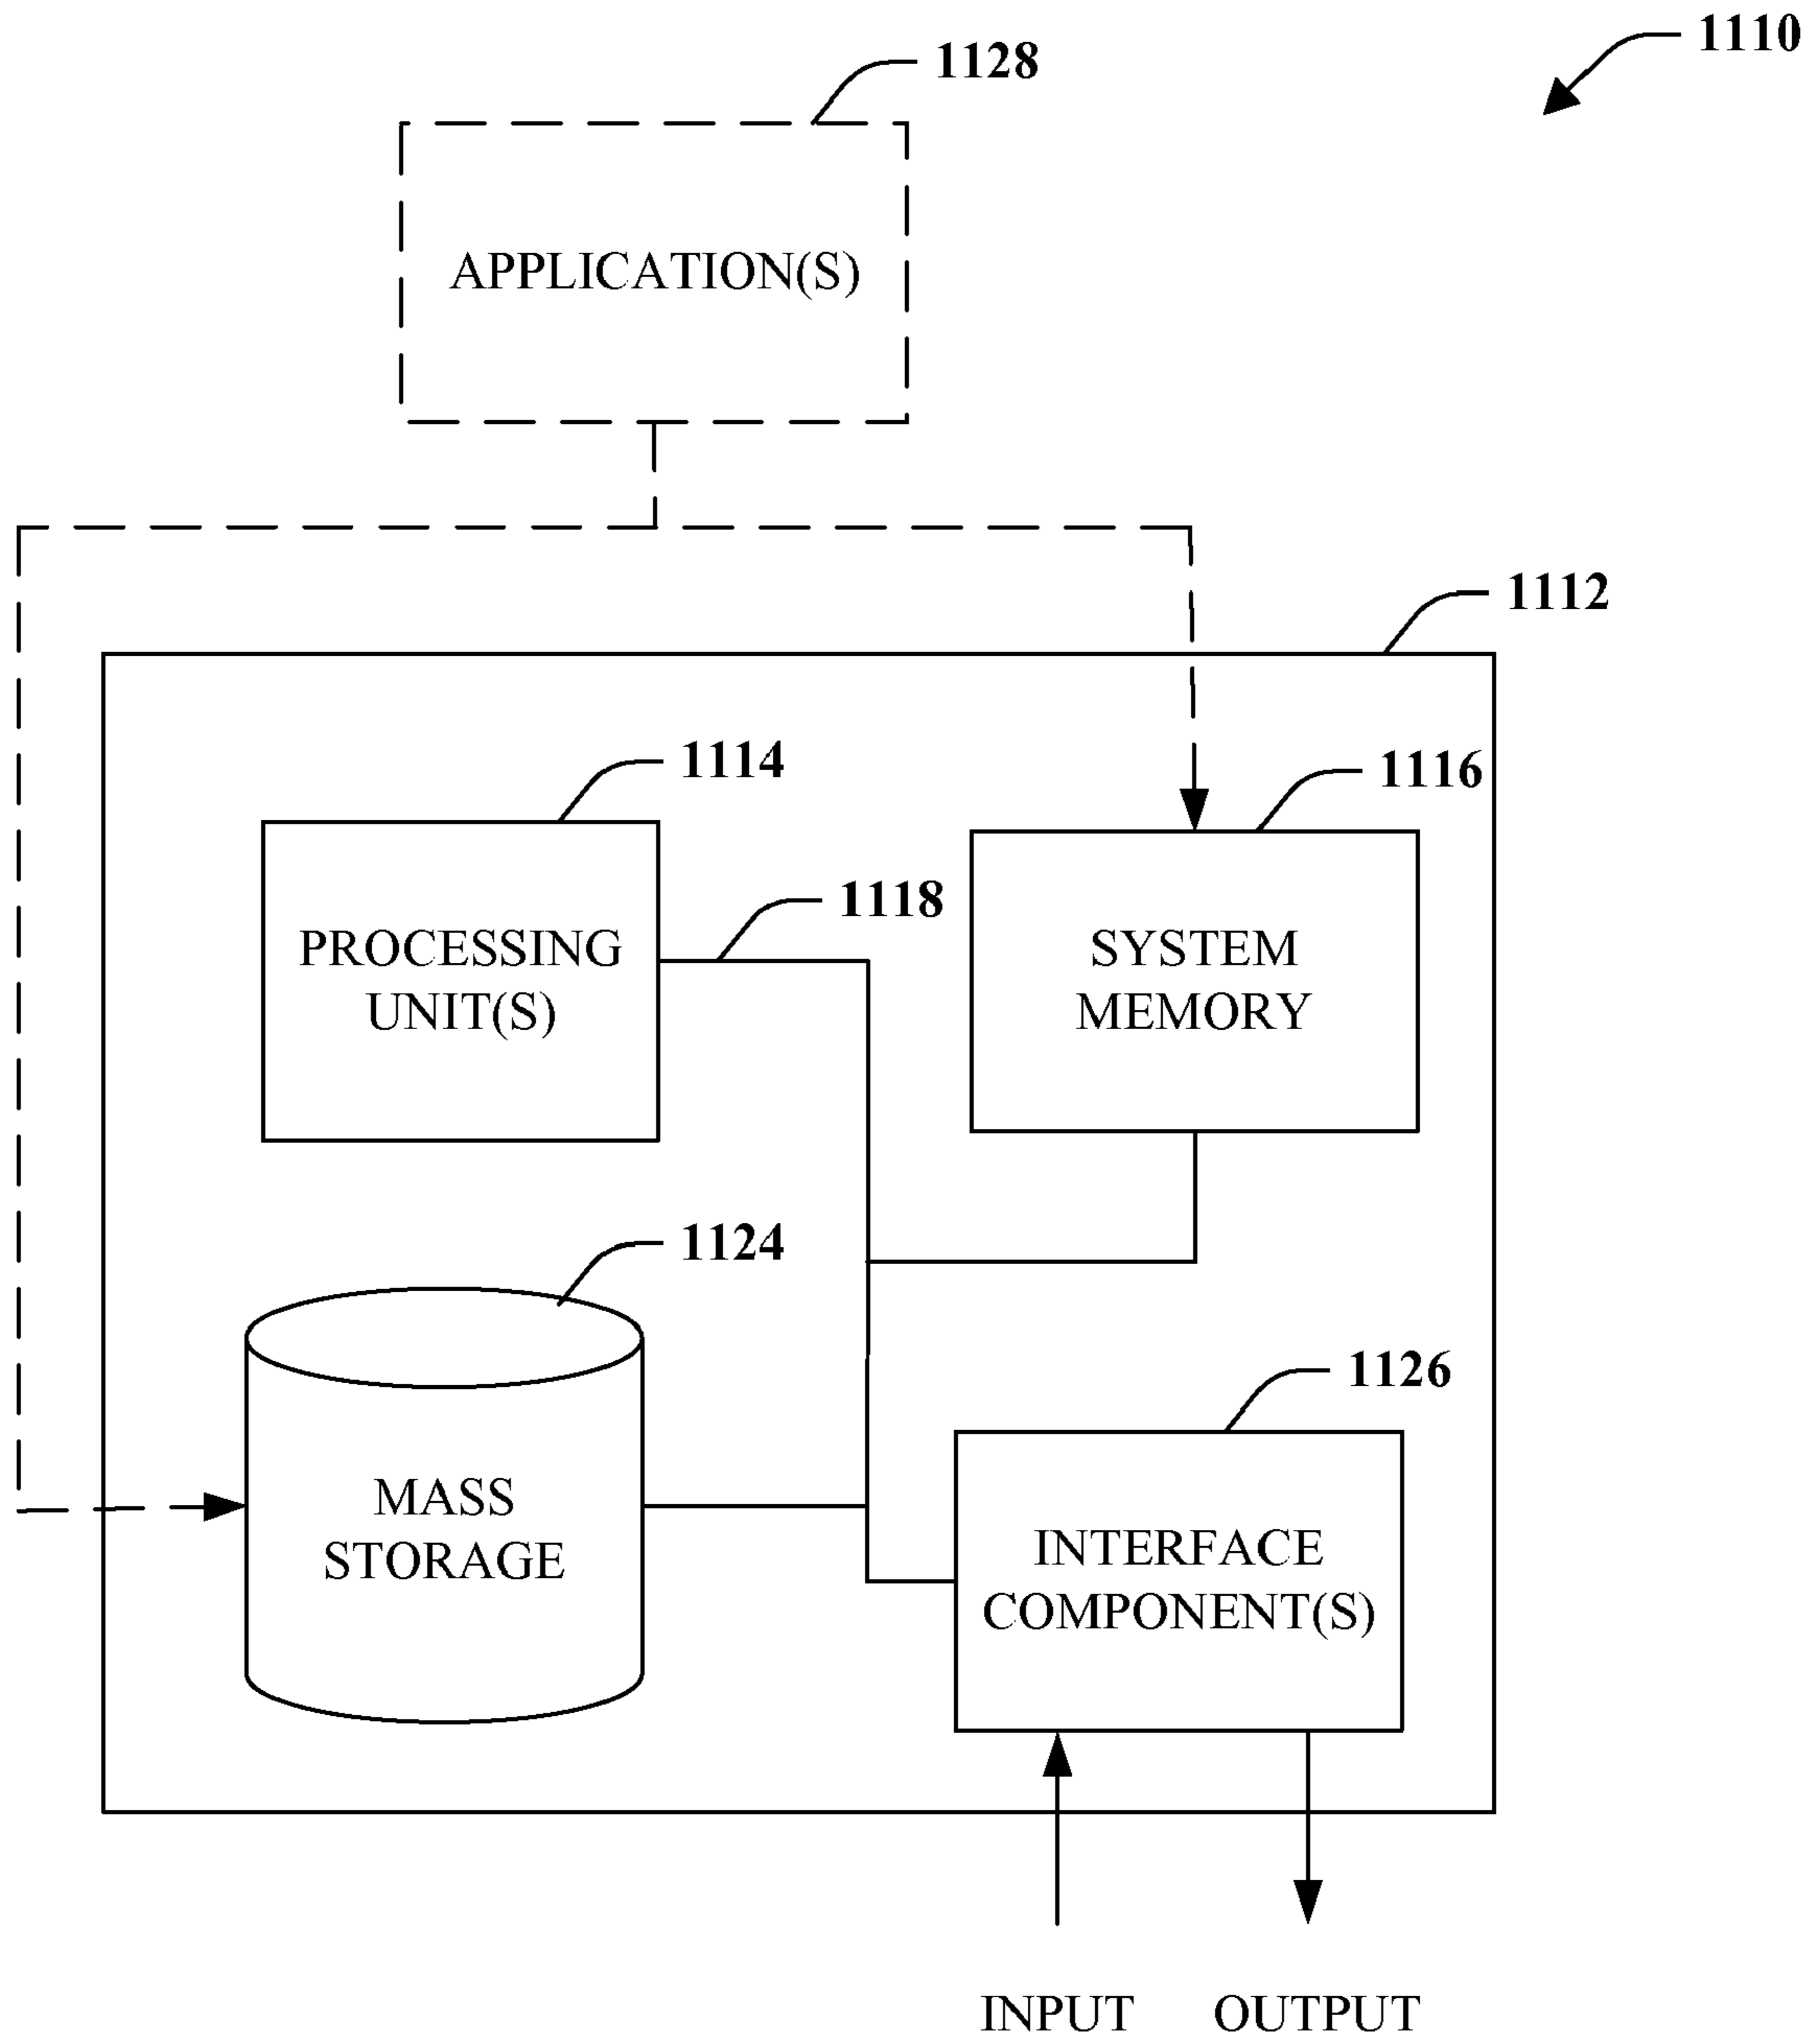 1110
1128
APPLICATION(S)
1112
1114
1116
1118
PROCESSING
UNIT(S)
SYSTEM
MEMORY
1124
1126
MASS
STORAGE
INTERFACE
COMPONENT(S)
INPUT
OUTPUT